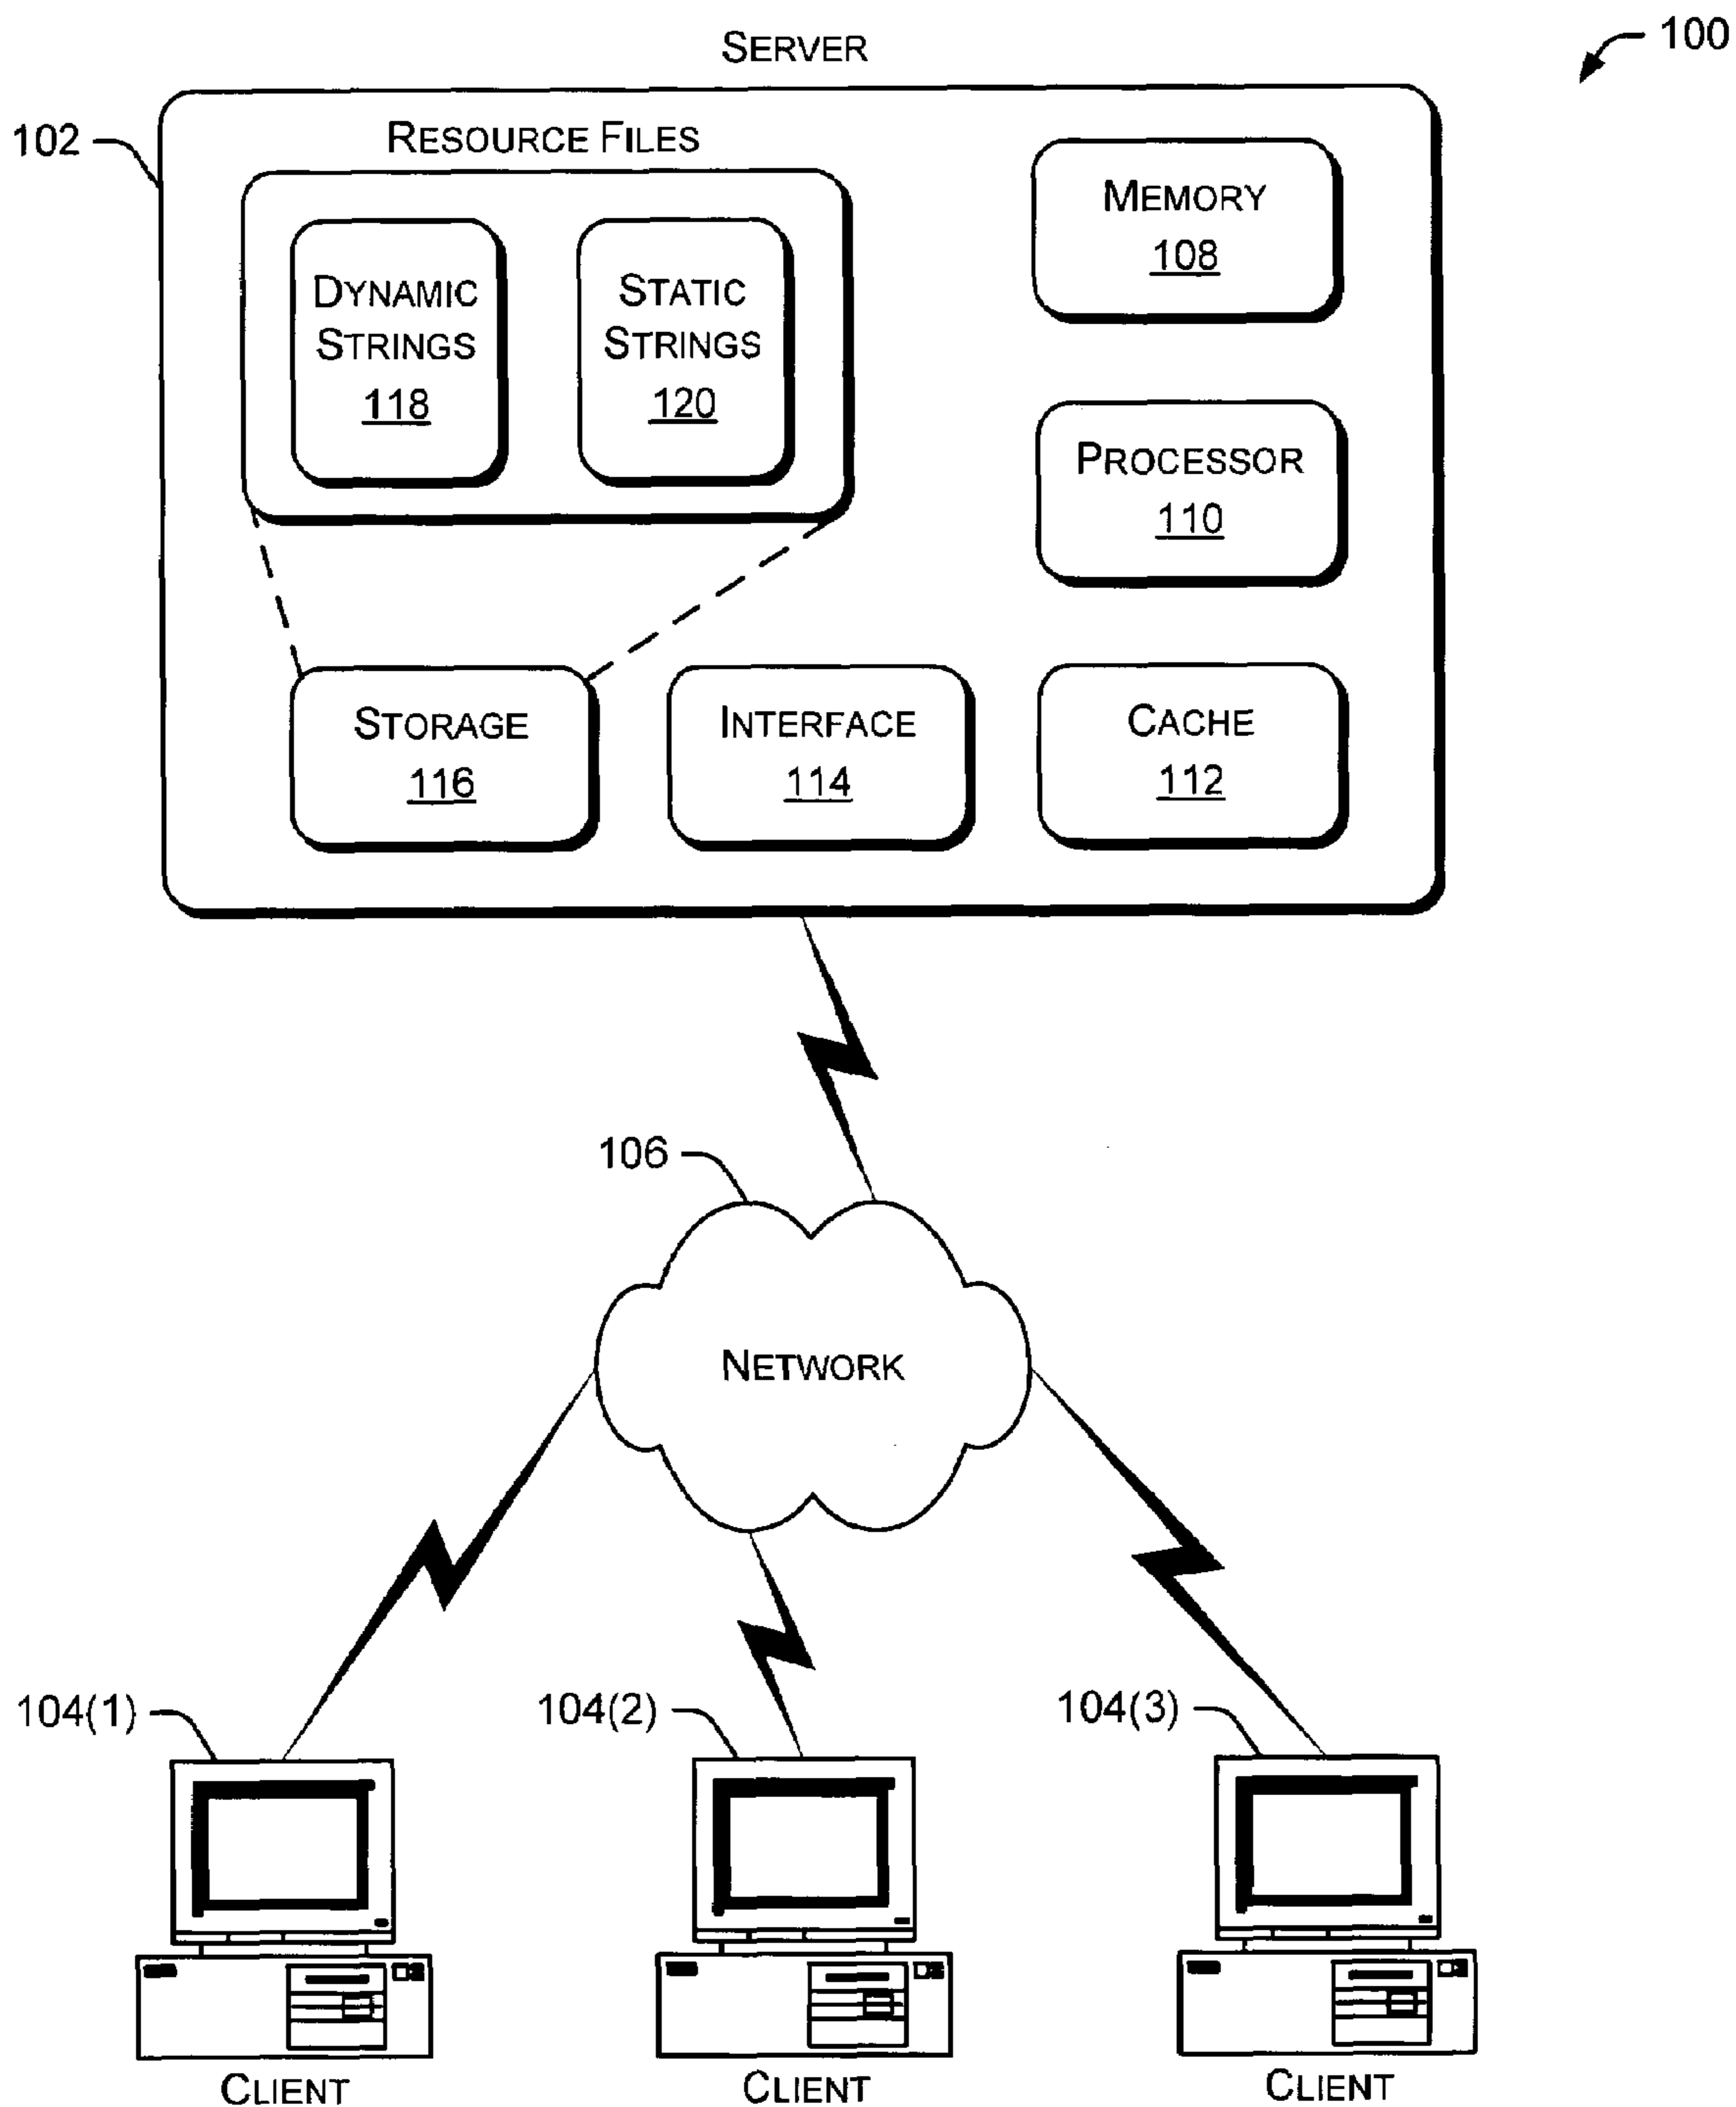 100
SERVER
102
RESOURCE FILES
DYNAMIC
STRINGS
118
STATIC
STRINGS
120
MEMORY
108
PROCESSOR
110
STORAGE
116
INTERFACE
114
CACHE
112
106
NETWORK
104(1)
104(2)
104(3)
CLIENT
CLIENT
CLIENT